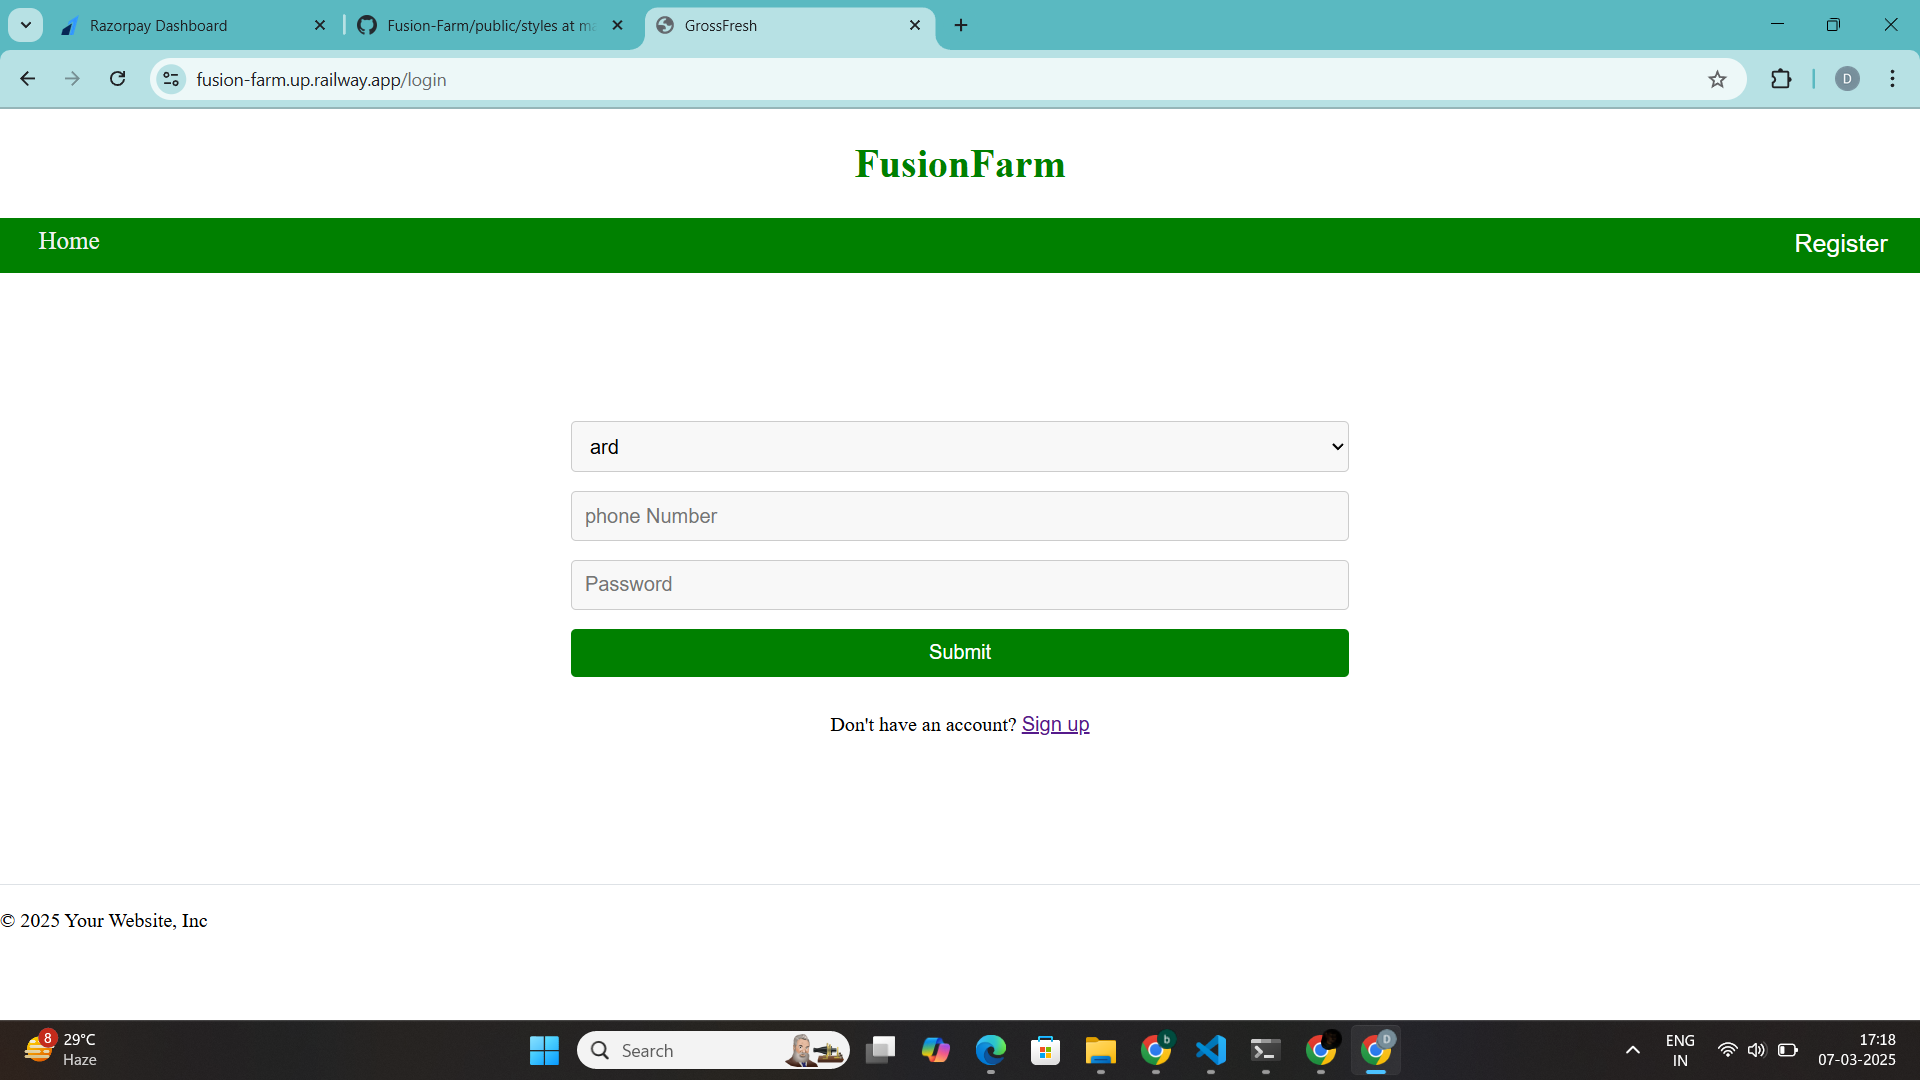 Razorpay Dashboard
Fusion-Farm/public/styles at ma
GrossFresh
fusion-farm.up.railway.app/login
D
FusionFarm
Home
Register
ard
phone Number
Password
Submit
Don't have an account? Sign up
© 2025 Your Website, Inc
8
29°C
Haze
Search
b
D
ENG
IN
17:18
07-03-2025